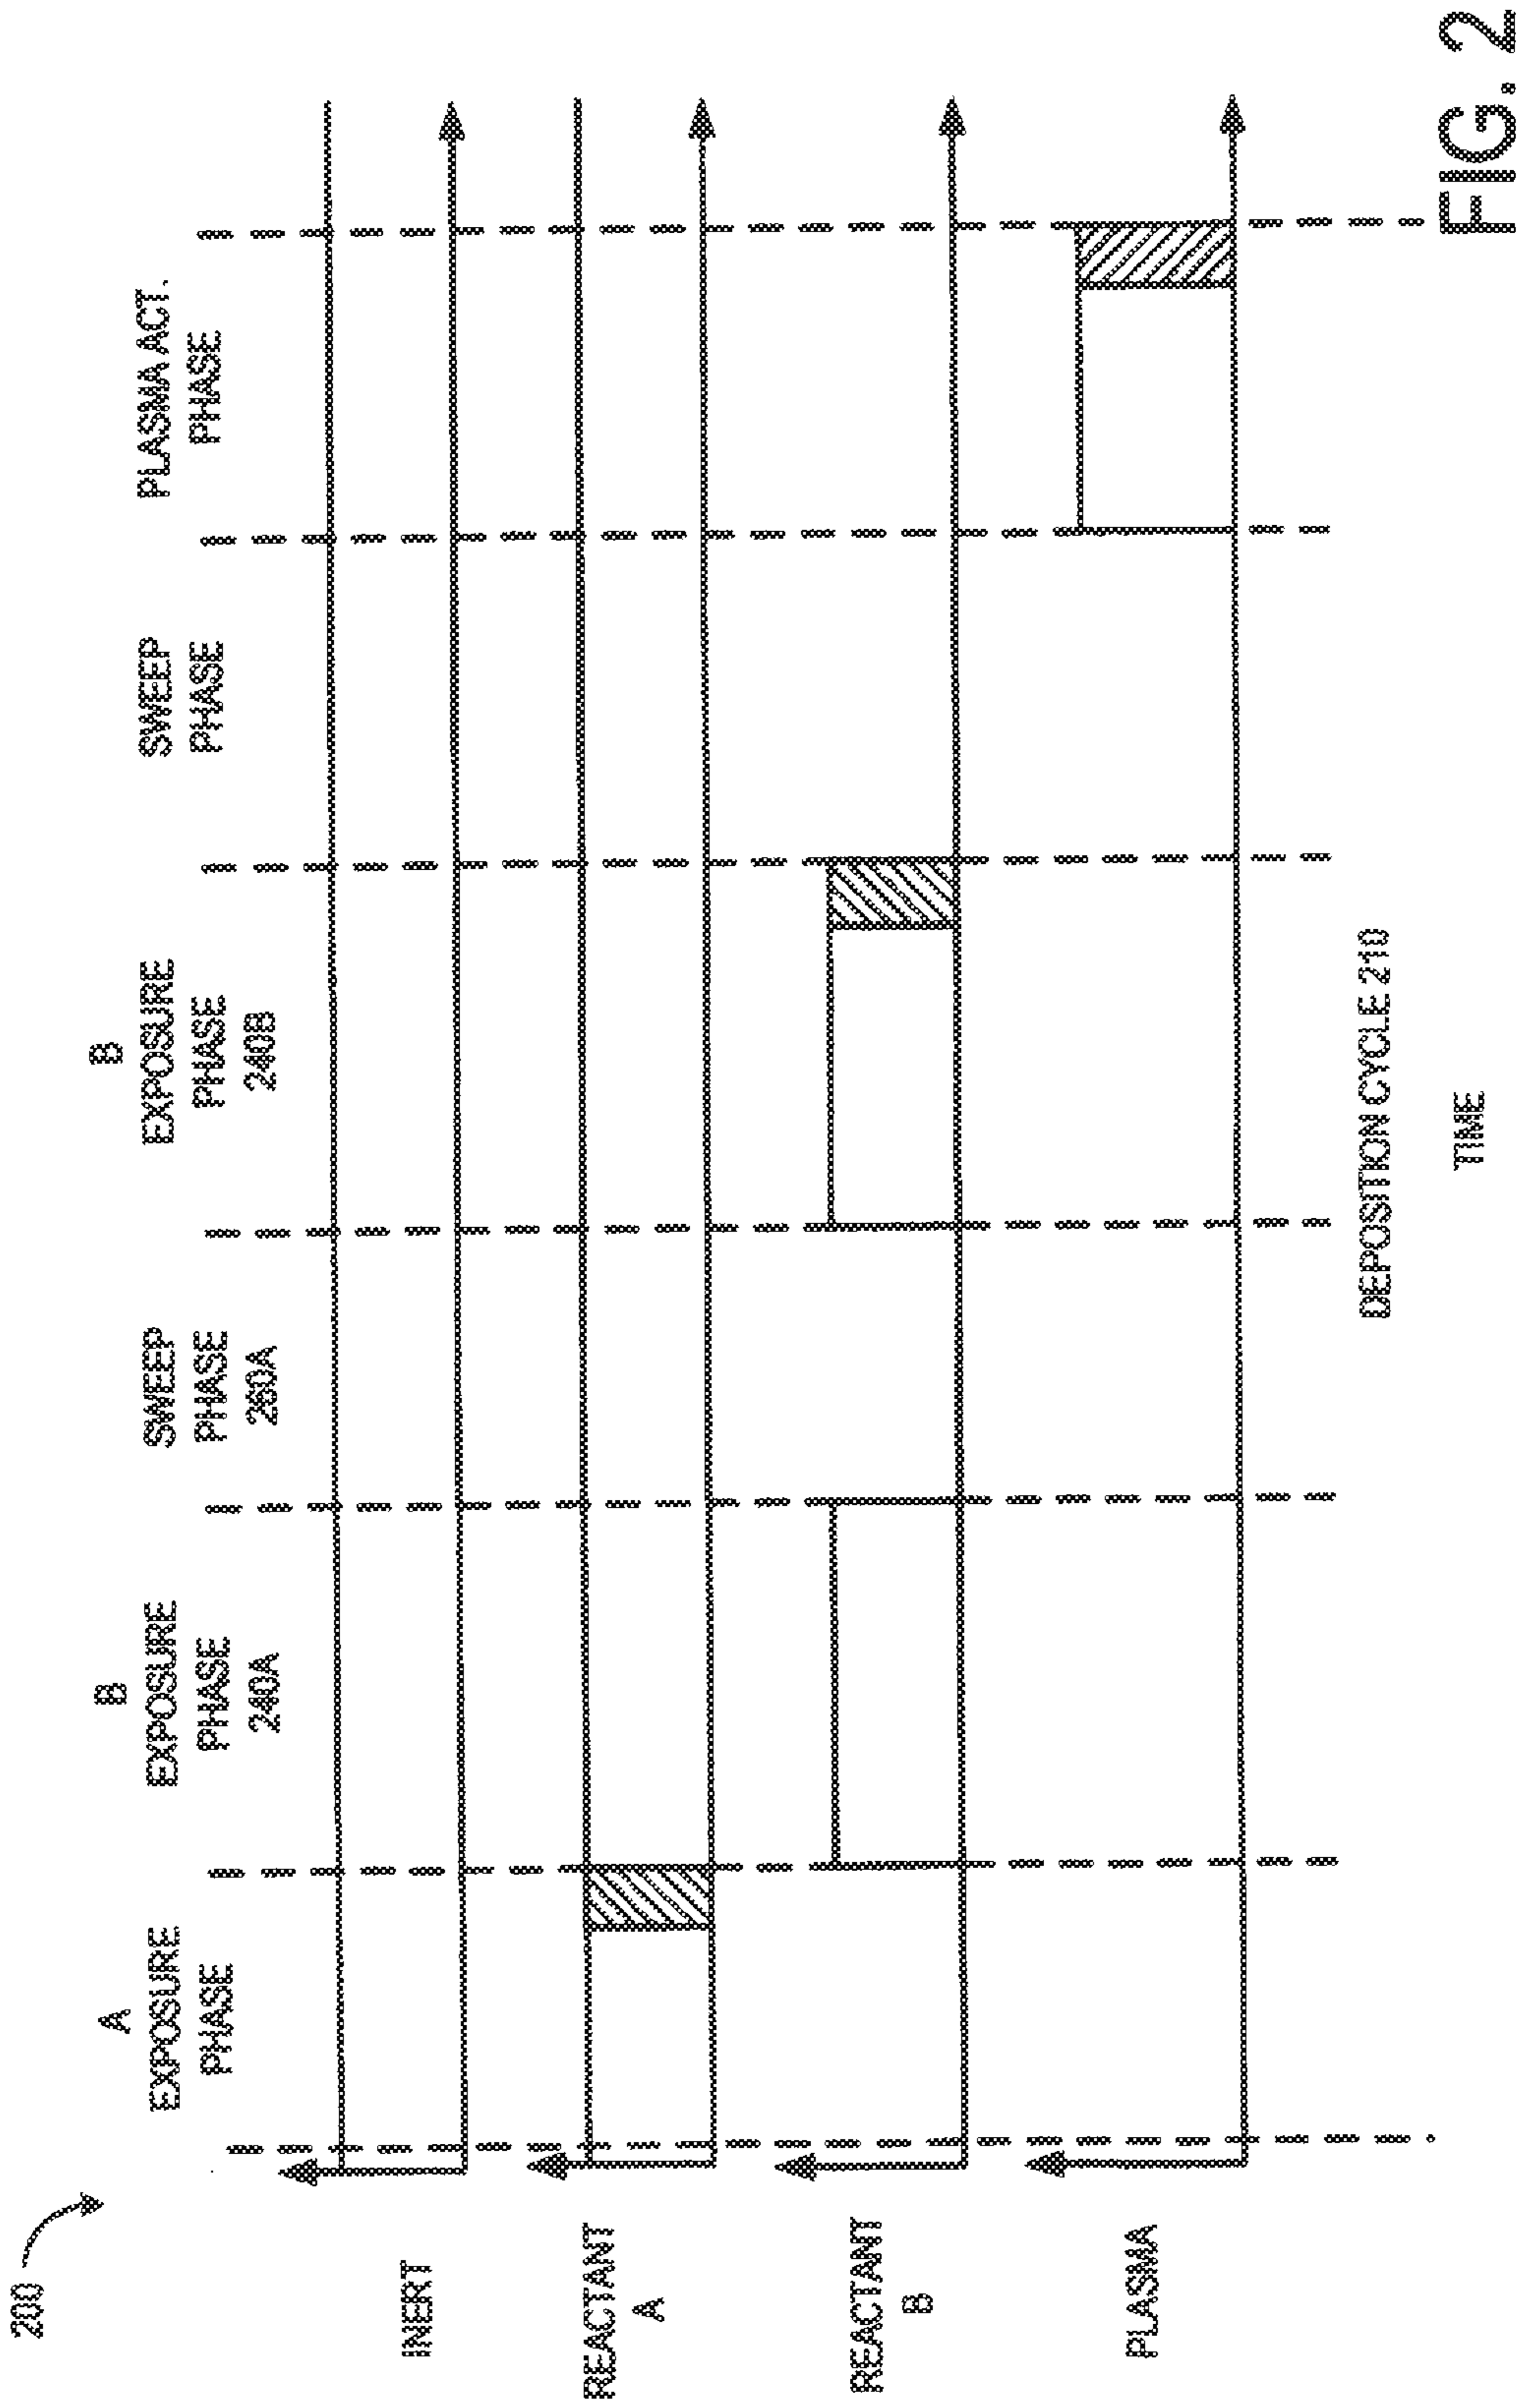 200
A
EXPOSURE
PHASE
B
EXPOSURE
PHASE
240A
SWEEP
PHASE
260A
B
EXPOSURE
PHASE
240B
SWEEP
PHASE
PLASMA ACT.
PHASE
INERT
REACTANT
A
REACTANT
B
PLASMA
DEPOSITION CYCLE 210
TIME
FIG. 2